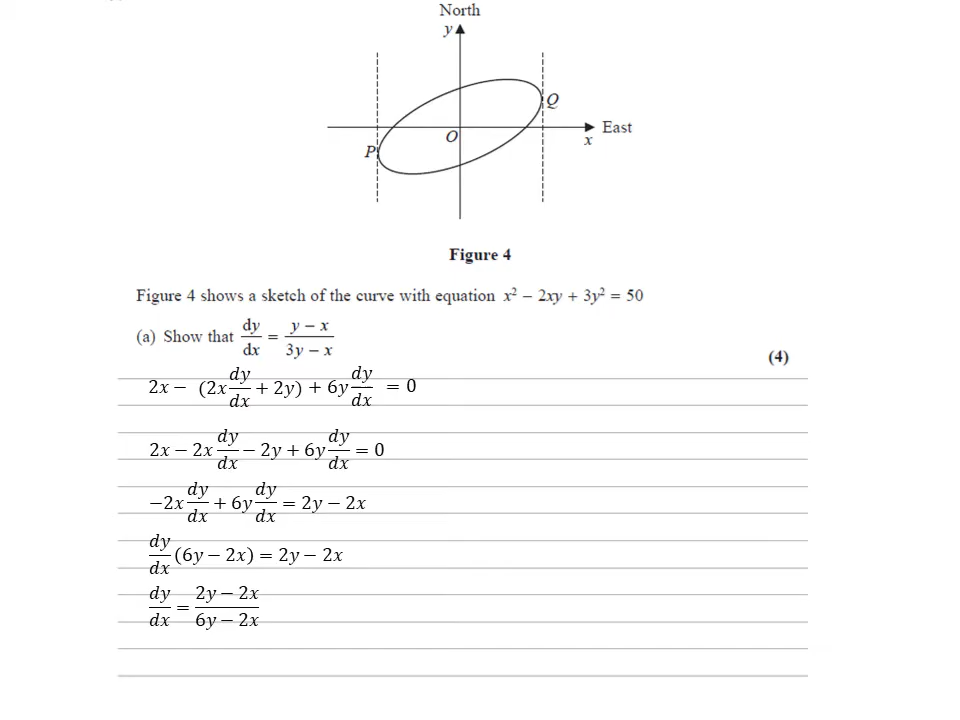 North
y
Q
O
East
x
P
Figure 4
Figure 4 shows a sketch of the curve with equation x² − 2xy + 3y² = 50
(a) Show that dy/dx = (y − x)/(3y − x)
(4)
2x − (2x dy/dx + 2y) + 6y dy/dx = 0
2x − 2x dy/dx − 2y + 6y dy/dx = 0
−2x dy/dx + 6y dy/dx = 2y − 2x
dy/dx (6y − 2x) = 2y − 2x
dy/dx = (2y − 2x)/(6y − 2x)